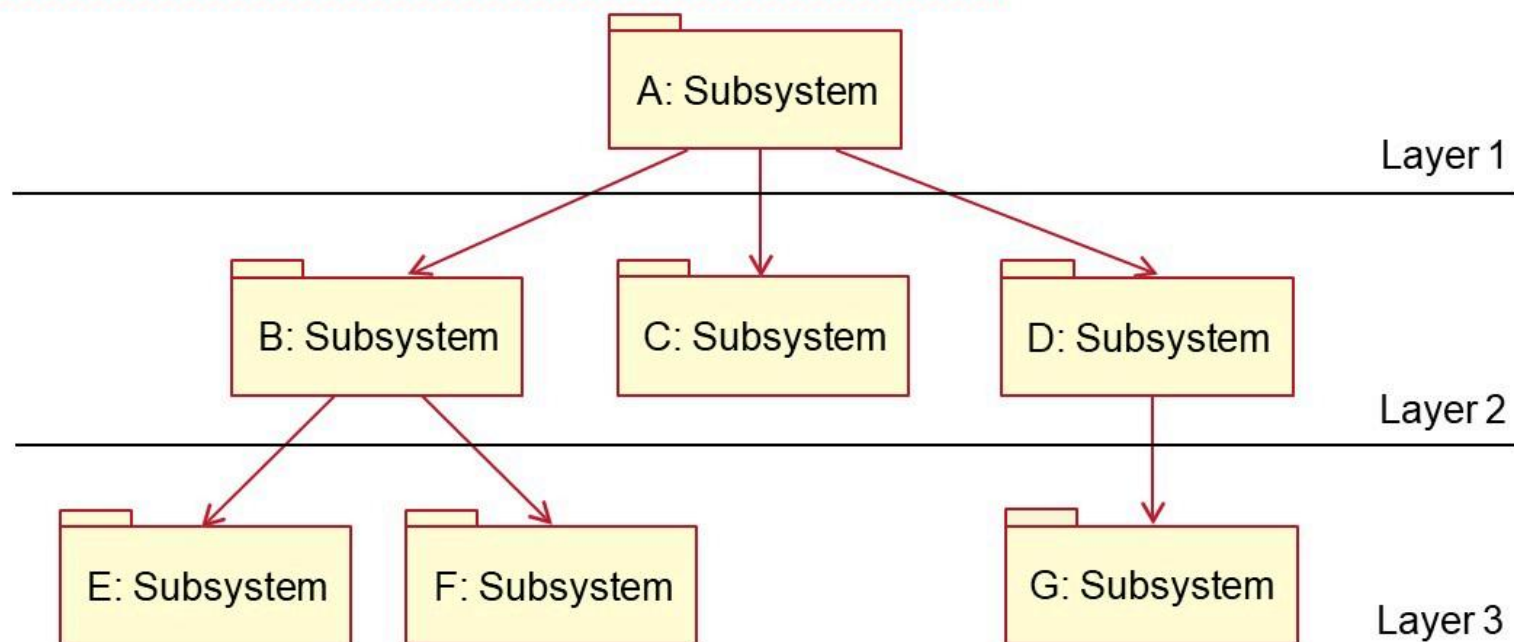 A: Subsystem
Layer 1
B: Subsystem
C: Subsystem
D: Subsystem
Layer 2
E: Subsystem
F: Subsystem
G: Subsystem
Layer 3